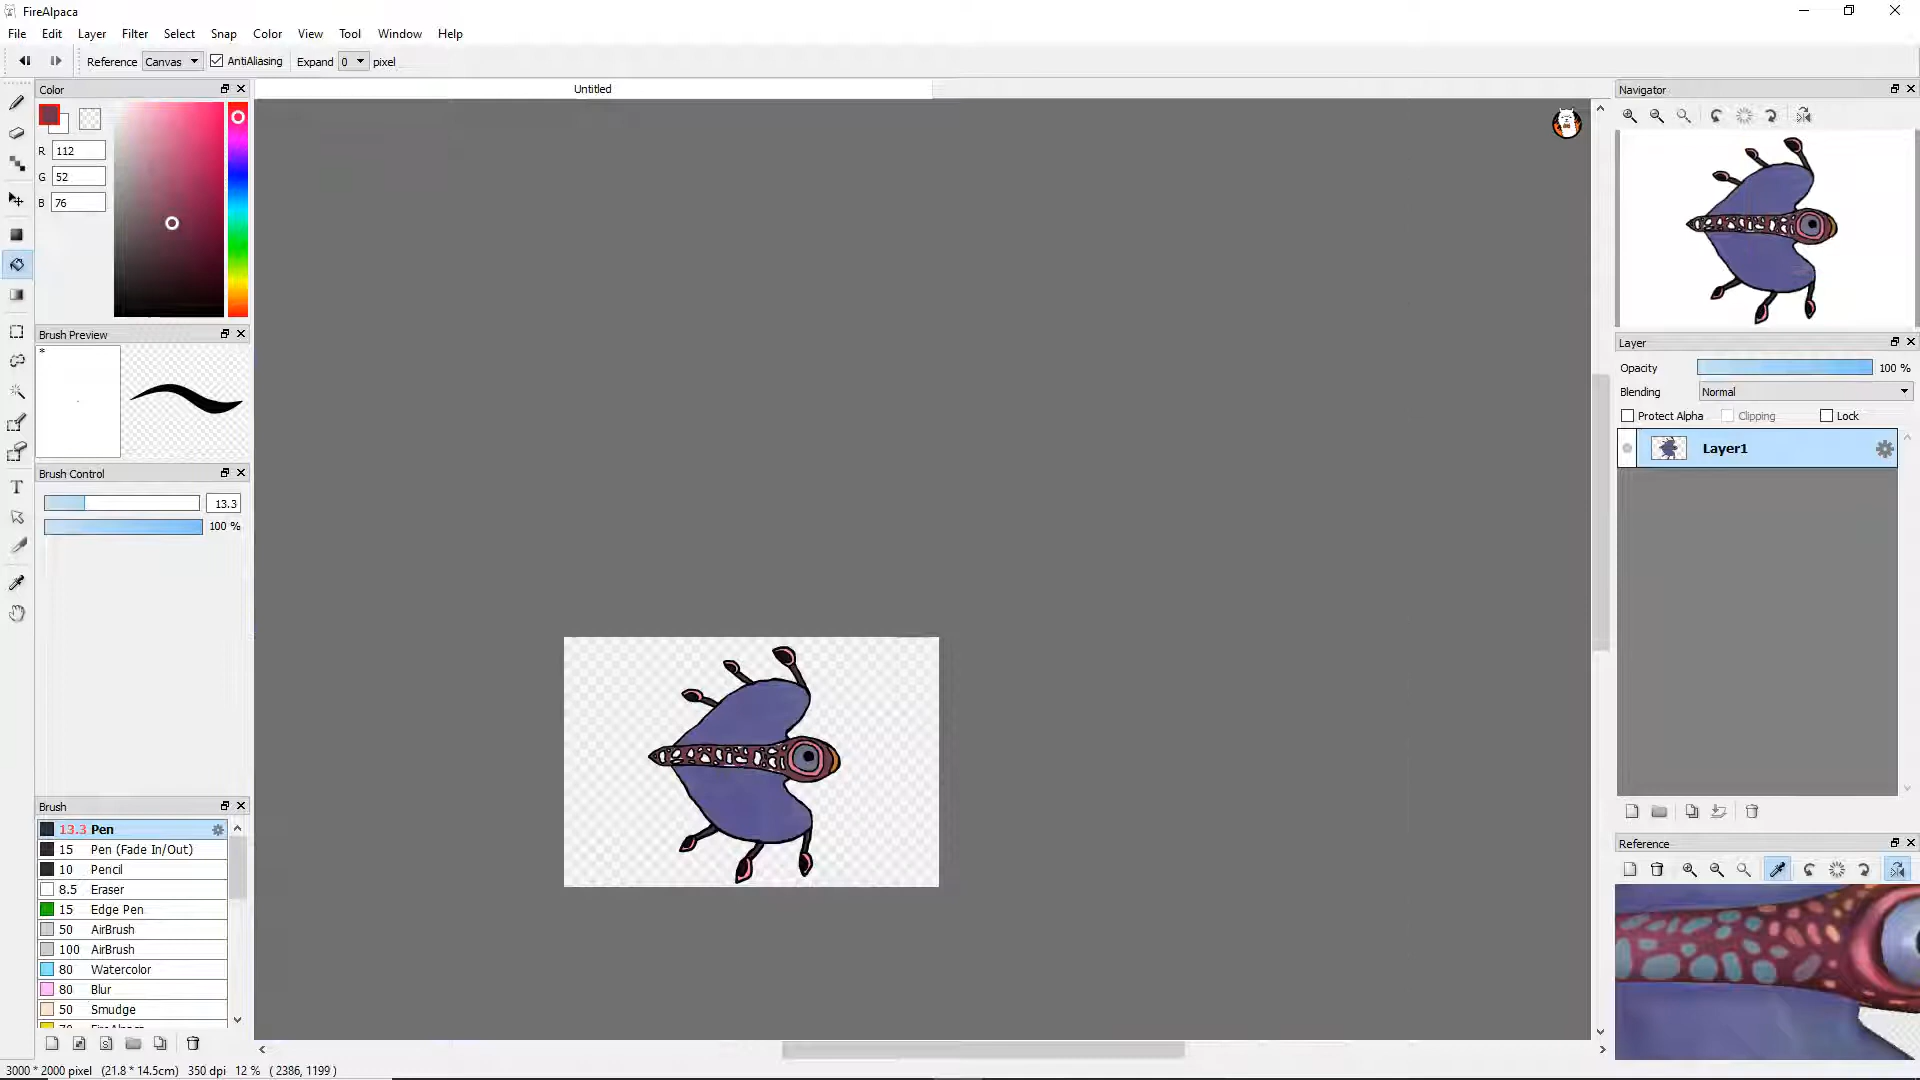 FireAlpaca
File Edit Layer Filter Select Snap Color View Tool Help
Reference Canvas AntiAliasing Expand 0 pixel
Color
Untitled
Navigator
R 112
G 52
B 76
Brush Preview
*
Layer
Opacity 100 %
Blending Normal
Protect Alpha Clipping Lock
Layer1
Brush Control
13.3
100 %
T
Brush
13.3 Pen
15 Pen (Fade In/Out)
10 Pencil
8.5 Eraser
15 Edge Pen
50 AirBrush
100 AirBrush
80 Watercolor
80 Blur
50 Smudge
Reference
3000 * 2000 pixel (21.8 * 14.5cm) 350 dpi 12 % ( 2386, 1199 )